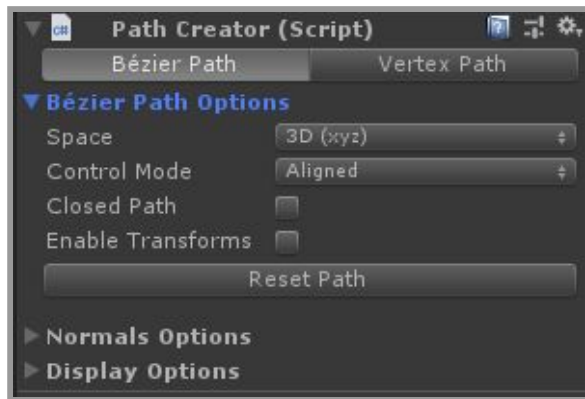 c# Path Creator (Script)
Bézier Path Vertex Path
Bézier Path Options
Space 3D (xyz)
Control Mode Aligned
Closed Path
Enable Transforms
Reset Path
Normals Options
Display Options